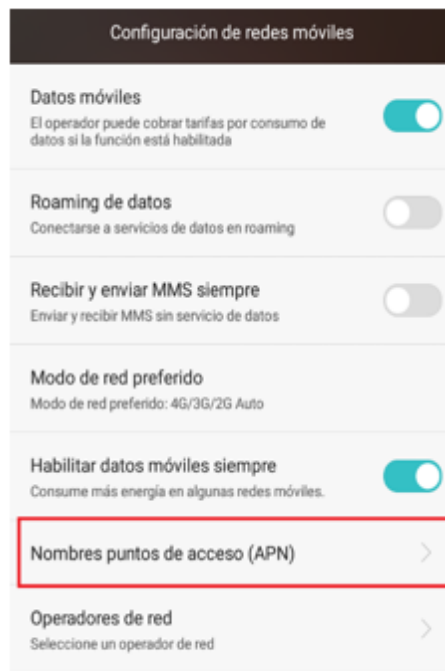 Configuración de redes móviles
Datos móviles
El operador puede cobrar tarifas por consumo de
datos si la función está habilitada
Roaming de datos
Conectarse a servicios de datos en roaming
Recibir y enviar MMS siempre
Enviar y recibir MMS sin servicio de datos
Modo de red preferido
Modo de red preferido: 4G/3G/2G Auto
Habilitar datos móviles siempre
Consume más energía en algunas redes móviles.
Nombres puntos de acceso (APN)
Operadores de red
Seleccione un operador de red